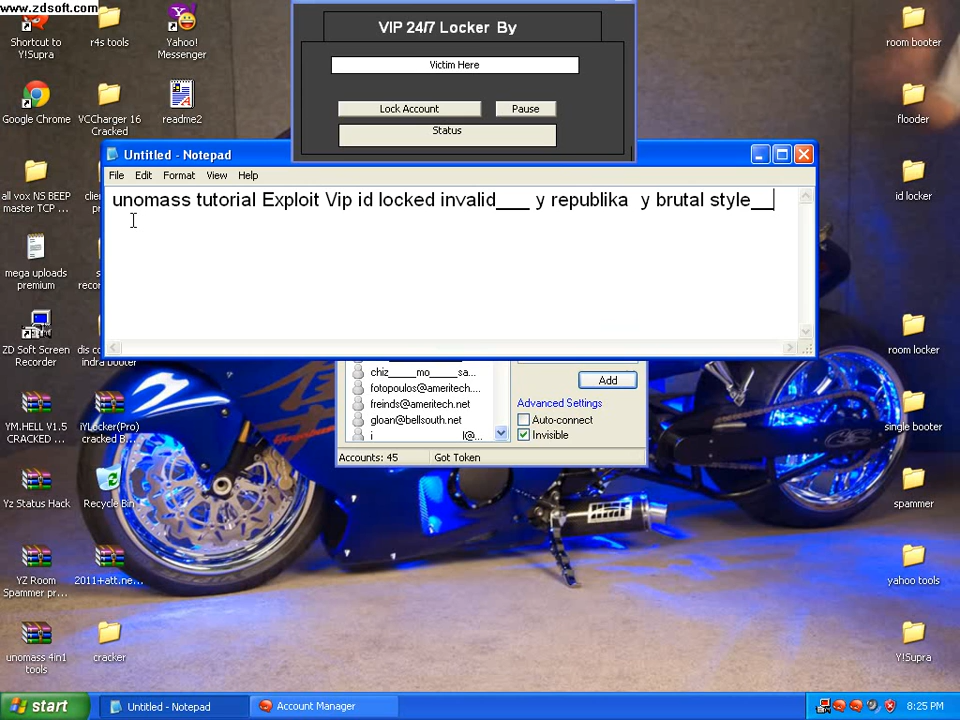 www.zdsoft.com
VIP 24/7 Locker By
Victim Here
Lock Account
Pause
Status
Untitled - Notepad
File Edit Format View Help
unomass tutorial Exploit Vip id locked invalid___ y republika y brutal style__
chiz_____mo_____sa...
fotopoulos@ameritech....
freinds@ameritech.net
gloan@bellsouth.net
Add
Advanced Settings
Auto-connect
Invisible
Accounts: 45
Got Token
Shortcut to Y!Supra
r4s tools
Yahoo! Messenger
Google Chrome
VCCharger 16 Cracked
readme2
all vox NS BEEP master TCP ...
mega uploads premium
ZD Soft Screen Recorder
YM.HELL V1.5 CRACKED ...
iYLocker(Pro) cracked B...
Yz Status Hack
Recycle Bin
YZ Room Spammer pr...
2011+att.ne...
unomass 4in1 tools
cracker
room booter
flooder
id locker
room locker
single booter
spammer
yahoo tools
Y!Supra
start
Untitled - Notepad
Account Manager
8:25 PM